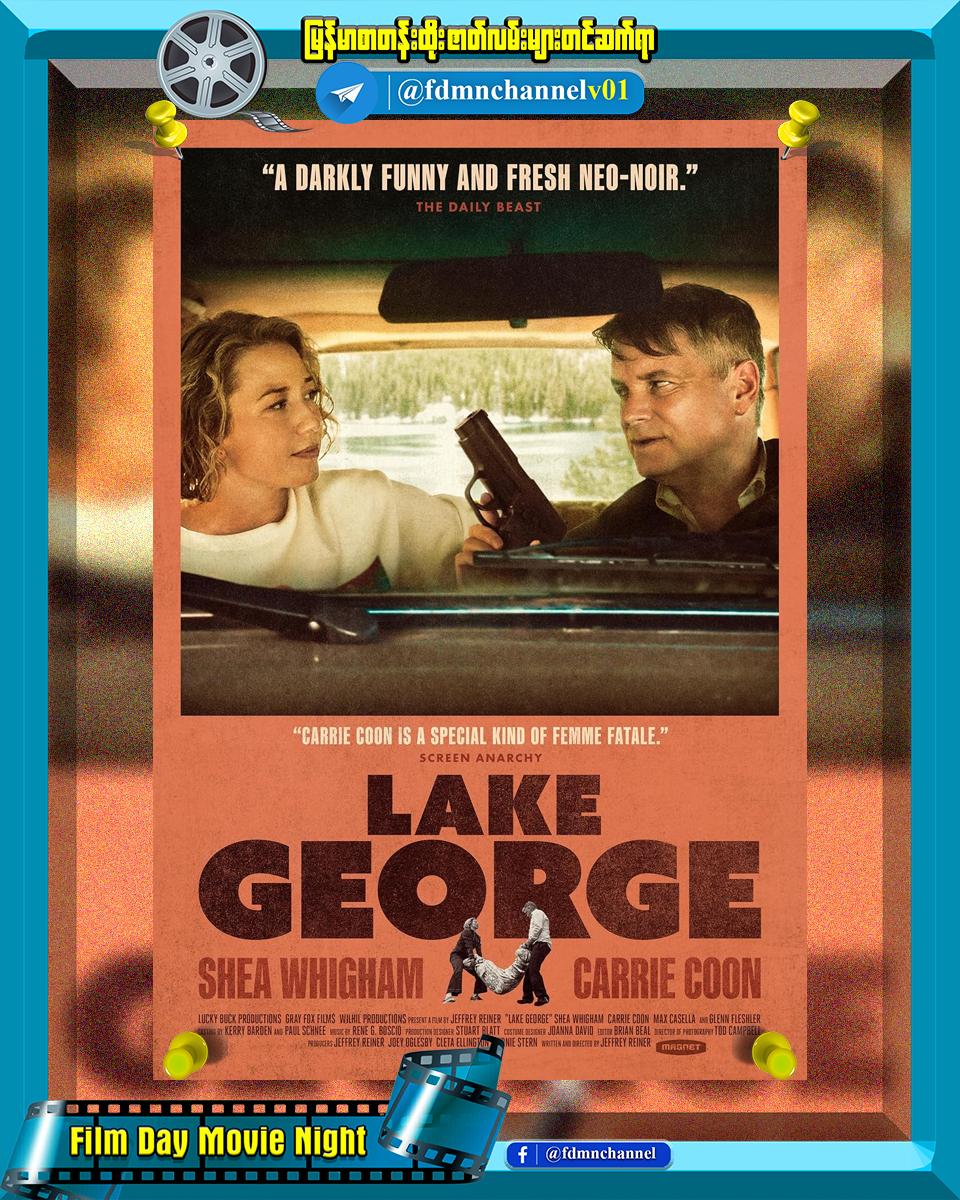 မြန်မာစာတန်းထိုးဇာတ်လမ်းများတင်ဆက်ရာ
@fdmnchannelv01
“A DARKLY FUNNY AND FRESH NEO-NOIR.”
THE DAILY BEAST
“CARRIE COON IS A SPECIAL KIND OF FEMME FATALE.”
SCREEN ANARCHY
LAKE
GEORGE
SHEA WHIGHAM CARRIE COON
LUCKY BUCK PRODUCTIONS GRAY FOX FILMS WILHIL PRODUCTIONS PRESENT A FILM BY JEFFREY REINER "LAKE GEORGE" SHEA WHIGHAM CARRIE COON MAX CASELLA AND GLENN FLESHLER
CASTING BY KERRY BARDEN AND PAUL SCHNEE MUSIC BY RENE G. BOSCIO PRODUCTION DESIGNER STUART BLATT COSTUME DESIGNER JOANNA DAVID EDITOR BRIAN BEAL DIRECTOR OF PHOTOGRAPHY TOD CAMPBELL
PRODUCERS JEFFREY REINER JOEY OGLESBY CLETA ELLINGTON STERN WRITTEN AND DIRECTED BY JEFFREY REINER MAGNET
Film Day Movie Night
@fdmnchannel